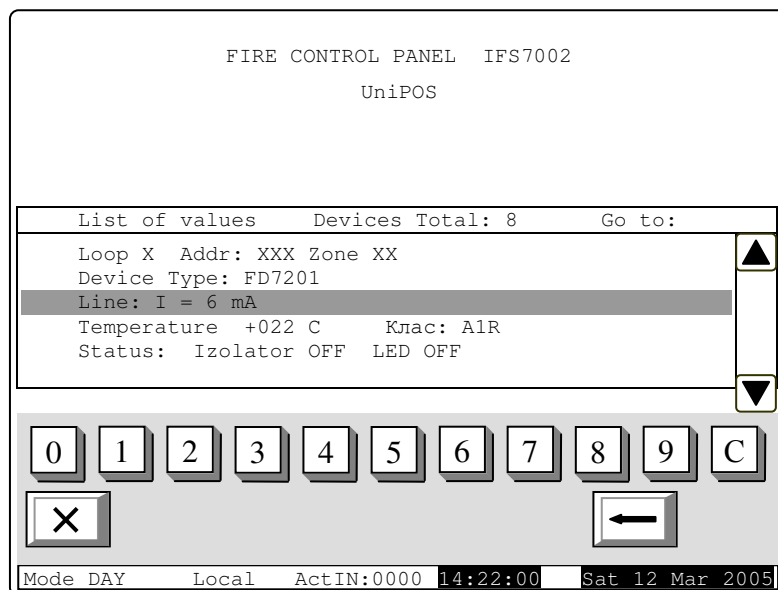 FIRE CONTROL PANEL IFS7002
UniPOS
List of values Devices Total: 8 Go to:
Loop X Addr: XXX Zone XX
Device Type: FD7201
Line: I = 6 mA
Temperature +022 C Клас: A1R
Status: Izolator OFF LED OFF
0 1 2 3 4 5 6 7 8 9 C
Mode DAY Local ActIN:0000 14:22:00 Sat 12 Mar 2005